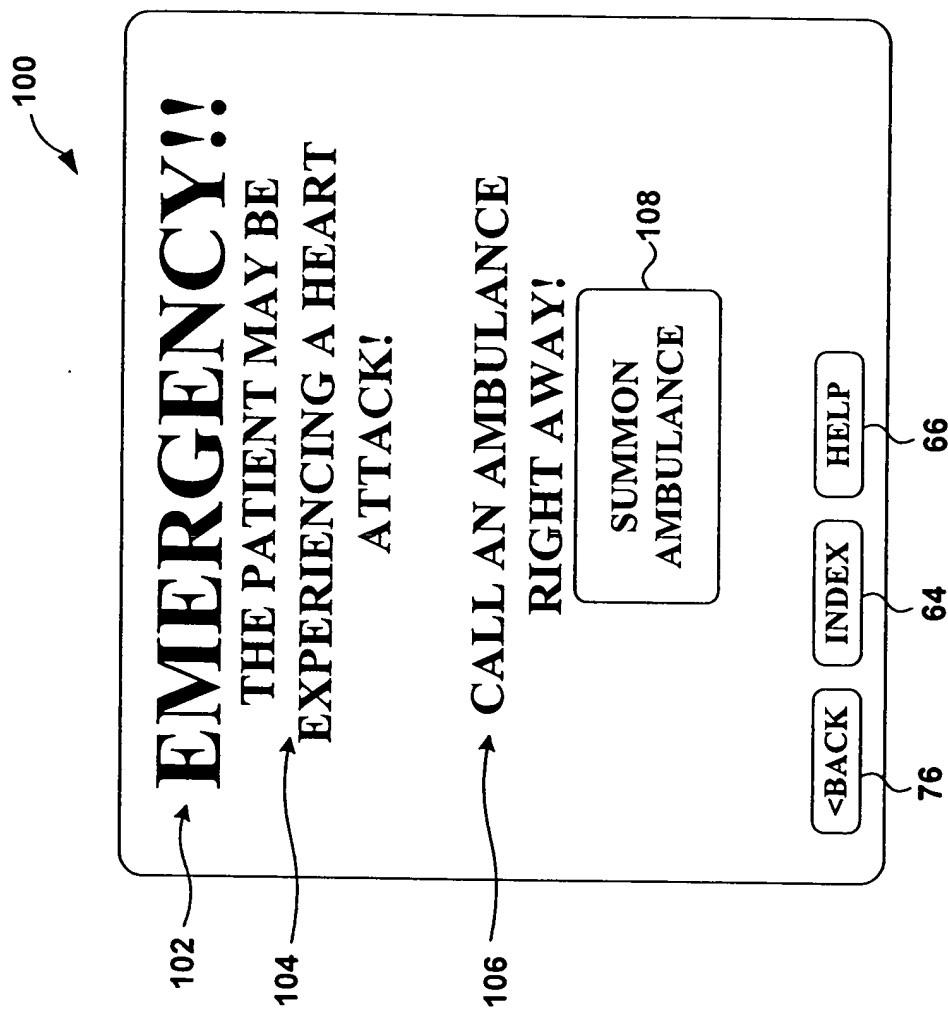 100
102
EMERGENCY!!
104
THE PATIENT MAY BE
EXPERIENCING A HEART
ATTACK!
106
CALL AN AMBULANCE
RIGHT AWAY!
108
SUMMON
AMBULANCE
<BACK
INDEX
HELP
76
64
66